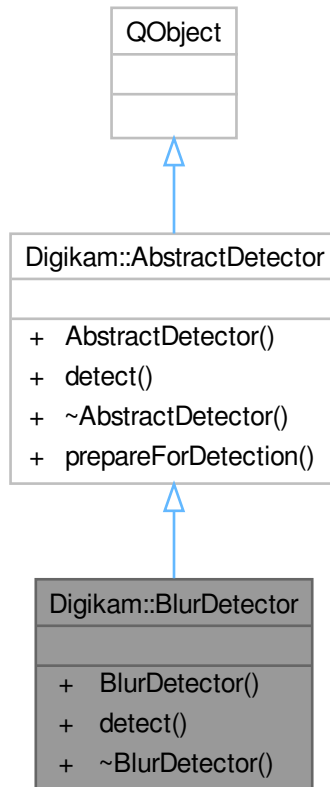 QObject
Digikam::AbstractDetector
+ AbstractDetector()
+ detect()
+ ~AbstractDetector()
+ prepareForDetection()
Digikam::BlurDetector
+ BlurDetector()
+ detect()
+ ~BlurDetector()